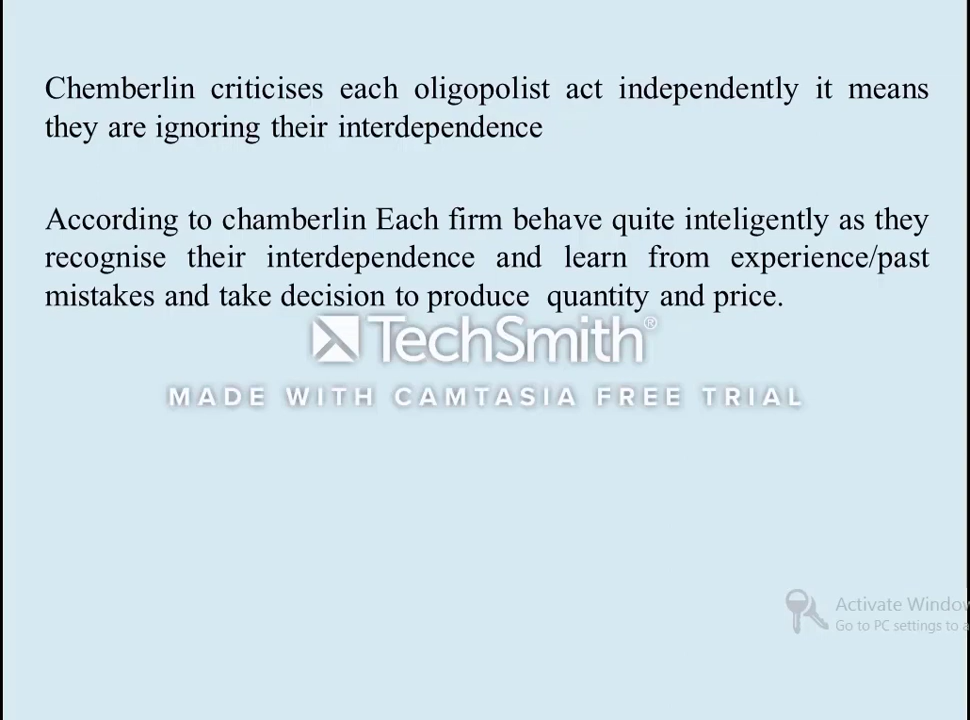 Chemberlin criticises each oligopolist act independently it means
they are ignoring their interdependence
According to chamberlin Each firm behave quite inteligently as they
recognise their interdependence and learn from experience/past
mistakes and take decision to produce quantity and price.
TechSmith®
MADE WITH CAMTASIA FREE TRIAL
Activate Window
Go to PC settings to a